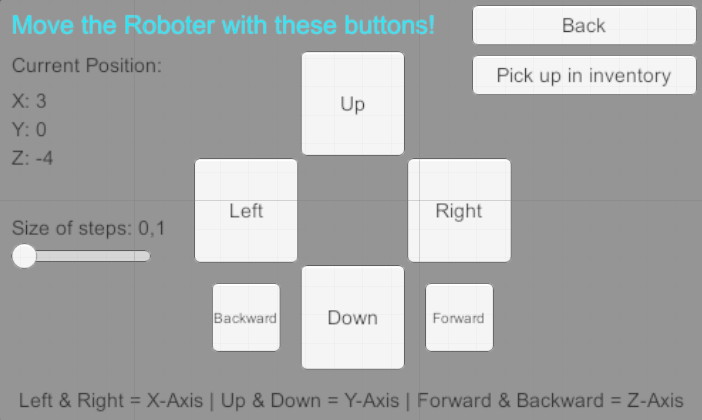 Move the Roboter with these buttons!
Back
Current Position:
Pick up in inventory
X: 3
Y: 0
Z: -4
Up
Left
Right
Size of steps: 0,1
Backward
Down
Forward
Left & Right = X-Axis | Up & Down = Y-Axis | Forward & Backward = Z-Axis